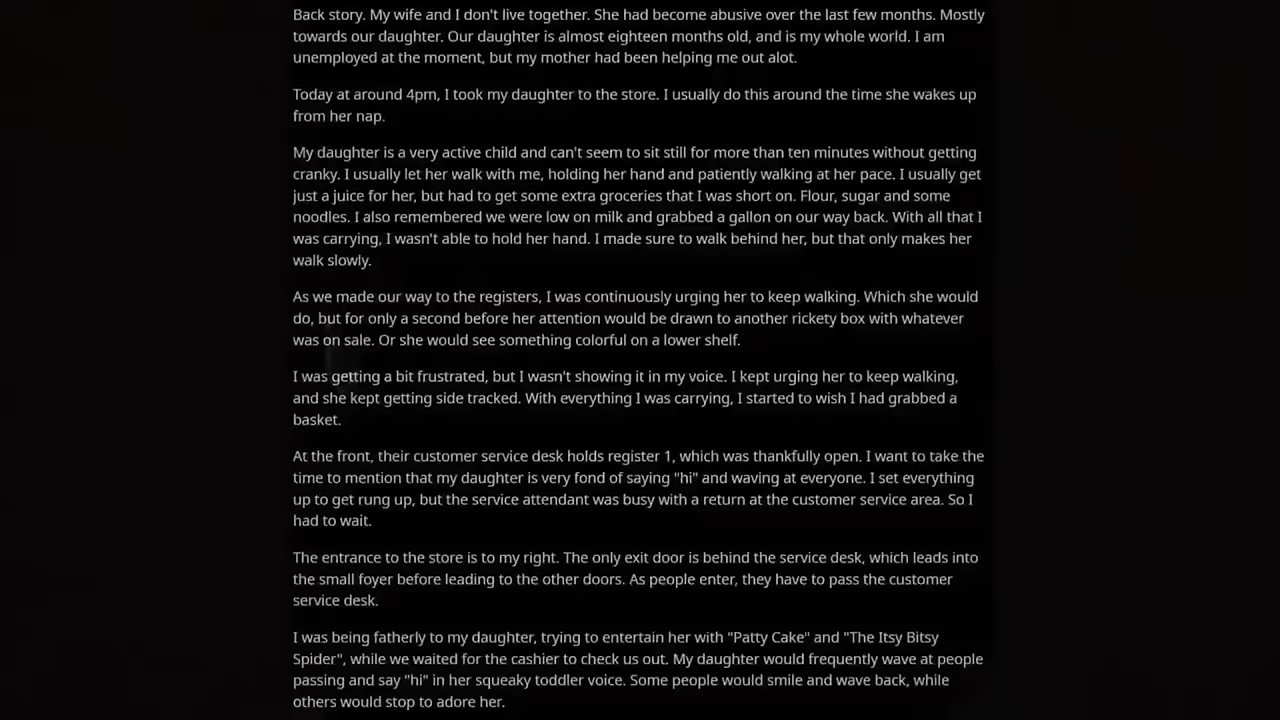 Back story. My wife and I don't live together. She had become abusive over the last few months. Mostly
towards our daughter. Our daughter is almost eighteen months old, and is my whole world. I am
unemployed at the moment, but my mother had been helping me out alot.
Today at around 4pm, I took my daughter to the store. I usually do this around the time she wakes up
from her nap.
My daughter is a very active child and can't seem to sit still for more than ten minutes without getting
cranky. I usually let her walk with me, holding her hand and patiently walking at her pace. I usually get
just a juice for her, but had to get some extra groceries that I was short on. Flour, sugar and some
noodles. I also remembered we were low on milk and grabbed a gallon on our way back. With all that I
was carrying, I wasn't able to hold her hand. I made sure to walk behind her, but that only makes her
walk slowly.
As we made our way to the registers, I was continuously urging her to keep walking. Which she would
do, but for only a second before her attention would be drawn to another rickety box with whatever
was on sale. Or she would see something colorful on a lower shelf.
I was getting a bit frustrated, but I wasn't showing it in my voice. I kept urging her to keep walking,
and she kept getting side tracked. With everything I was carrying, I started to wish I had grabbed a
basket.
At the front, their customer service desk holds register 1, which was thankfully open. I want to take the
time to mention that my daughter is very fond of saying "hi" and waving at everyone. I set everything
up to get rung up, but the service attendant was busy with a return at the customer service area. So I
had to wait.
The entrance to the store is to my right. The only exit door is behind the service desk, which leads into
the small foyer before leading to the other doors. As people enter, they have to pass the customer
service desk.
I was being fatherly to my daughter, trying to entertain her with "Patty Cake" and "The Itsy Bitsy
Spider", while we waited for the cashier to check us out. My daughter would frequently wave at people
passing and say "hi" in her squeaky toddler voice. Some people would smile and wave back, while
others would stop to adore her.